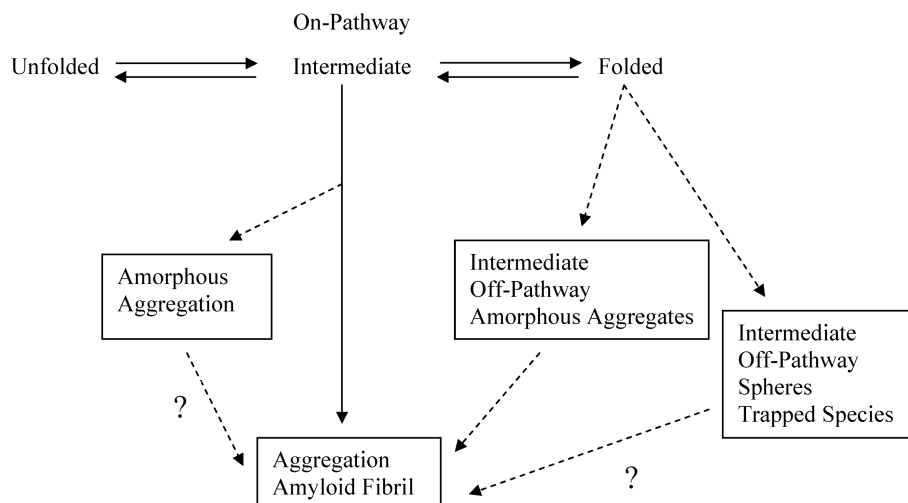 On-Pathway
Unfolded
Intermediate
Folded
Amorphous
Aggregation
Intermediate
Off-Pathway
Amorphous Aggregates
Intermediate
Off-Pathway
Spheres
Trapped Species
?
Aggregation
Amyloid Fibril
?